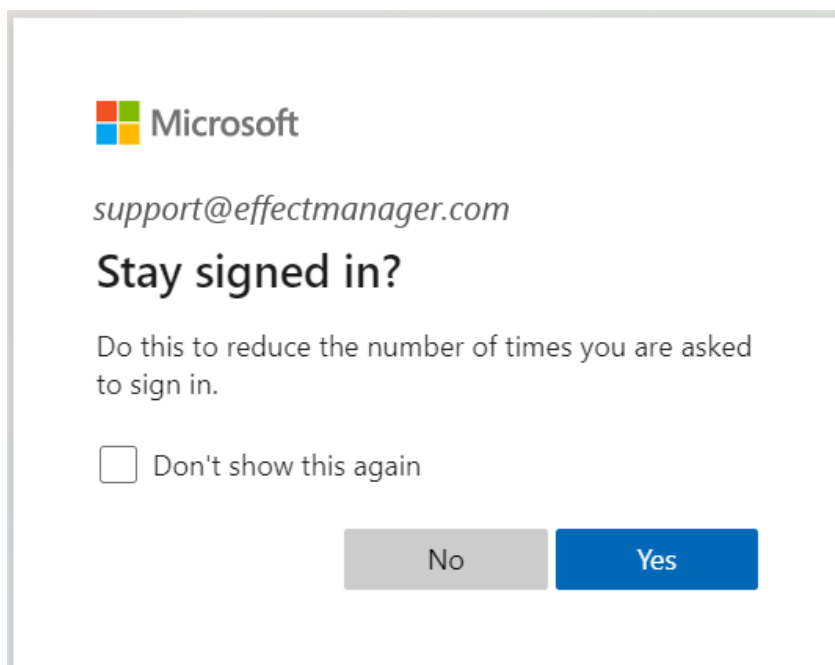 Microsoft
support@effectmanager.com
Stay signed in?
Do this to reduce the number of times you are asked
to sign in.
Don't show this again
No
Yes